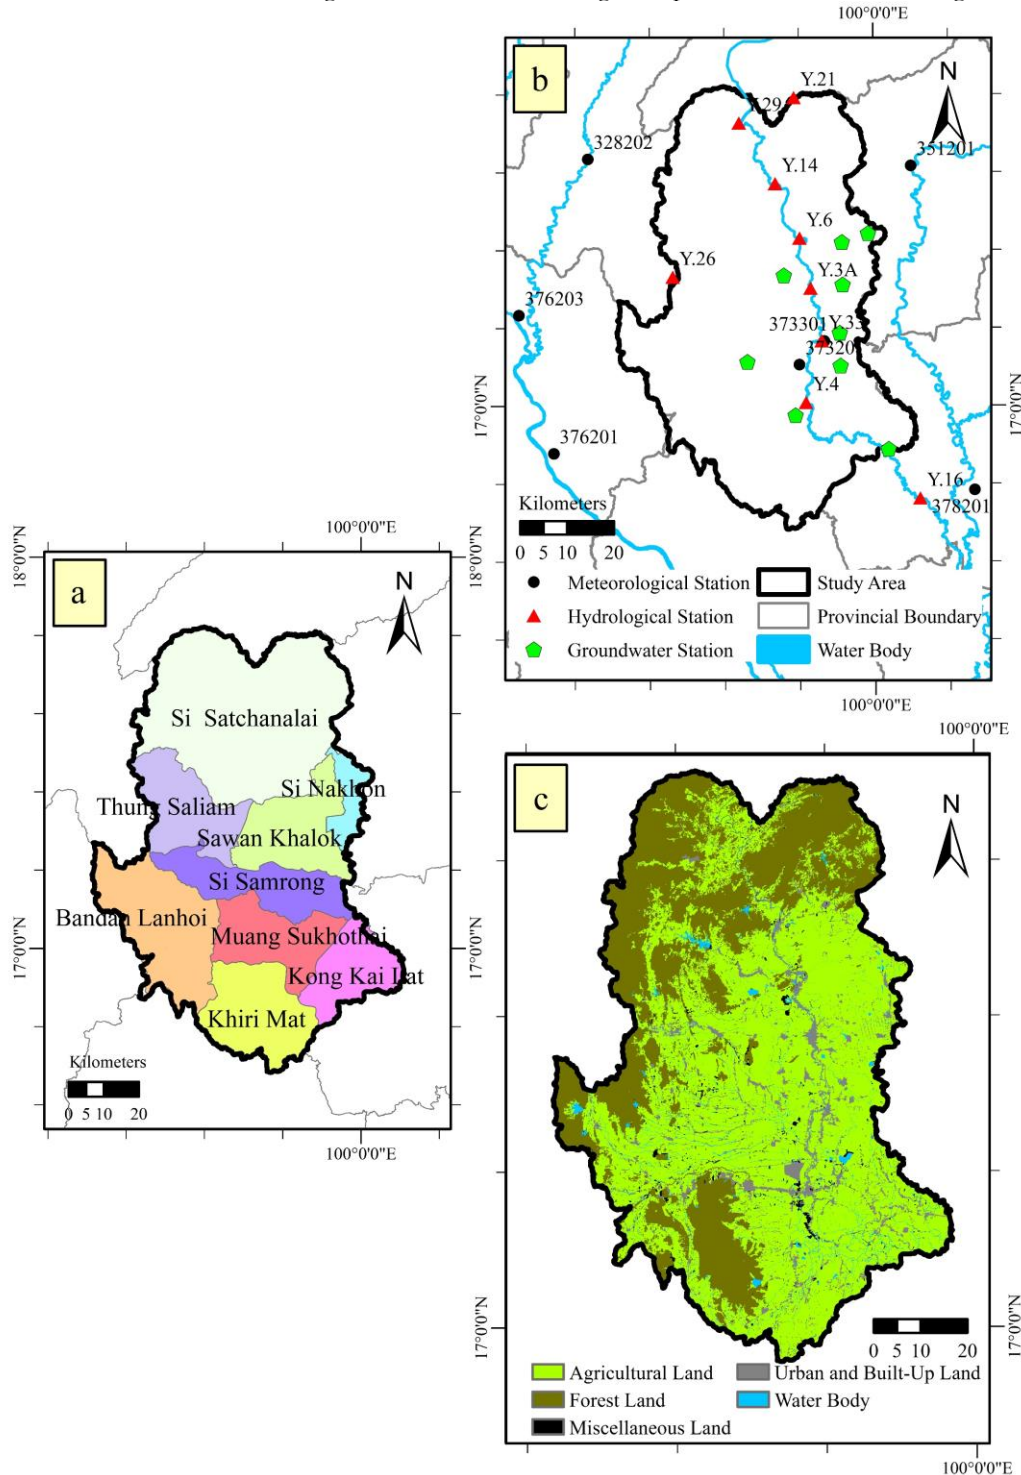 100°0'0"E
b
N
Y.21
Y.29
328202
351201
Y.14
Y.6
Y.26
Y.3A
376203
373301
Y.33
37320
17°0'0"N
17°0'0"N
Y.4
376201
Y.16
378201
Kilometers
0 5 10 20
Meteorological Station
Study Area
Hydrological Station
Provincial Boundary
Groundwater Station
Water Body
100°0'0"E
100°0'0"E
18°0'0"N
a
N
Si Satchanalai
Si Nakhon
Thung Saliam
Sawan Khalok
Si Samrong
Bandan Lanhoi
Muang Sukhothai
17°0'0"N
Kong Kai Lat
Khiri Mat
Kilometers
0 5 10 20
100°0'0"E
100°0'0"E
c
N
17°0'0"N
17°0'0"N
0 5 10 20
Agricultural Land
Urban and Built-Up Land
Forest Land
Water Body
Miscellaneous Land
100°0'0"E